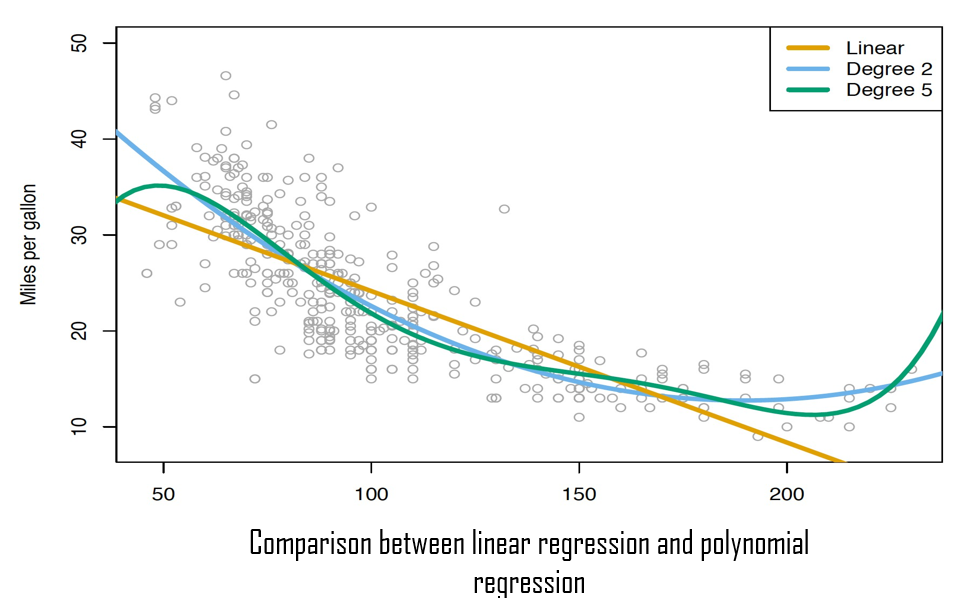 Linear
Degree 2
Degree 5
50
40
30
20
10
Miles per gallon
50 100 150 200
Comparison between linear regression and polynomial
regression